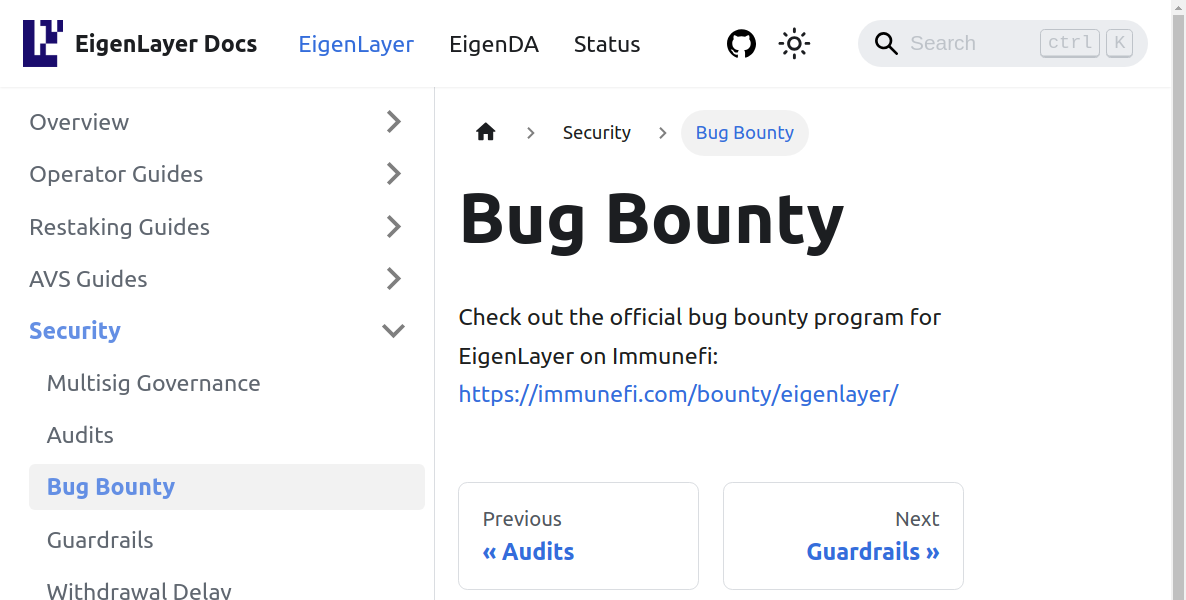 EigenLayer Docs
EigenLayer
EigenDA
Status
Search
ctrl K
Overview
Operator Guides
Restaking Guides
AVS Guides
Security
Multisig Governance
Audits
Bug Bounty
Guardrails
Withdrawal Delay
Security
Bug Bounty
Bug Bounty
Check out the official bug bounty program for
EigenLayer on Immunefi:
https://immunefi.com/bounty/eigenlayer/
Previous
« Audits
Next
Guardrails »